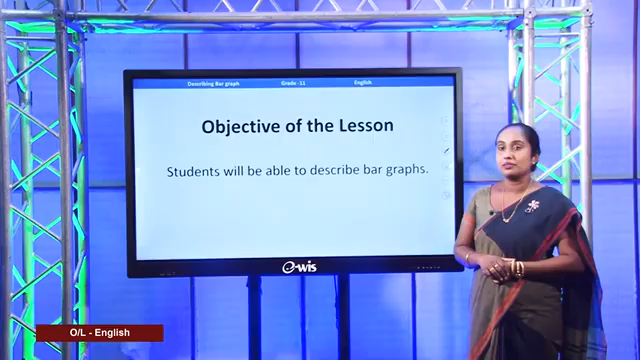 Describing Bar graph Grade -11 English
Objective of the Lesson
Students will be able to describe bar graphs.
e-wis
O/L - English